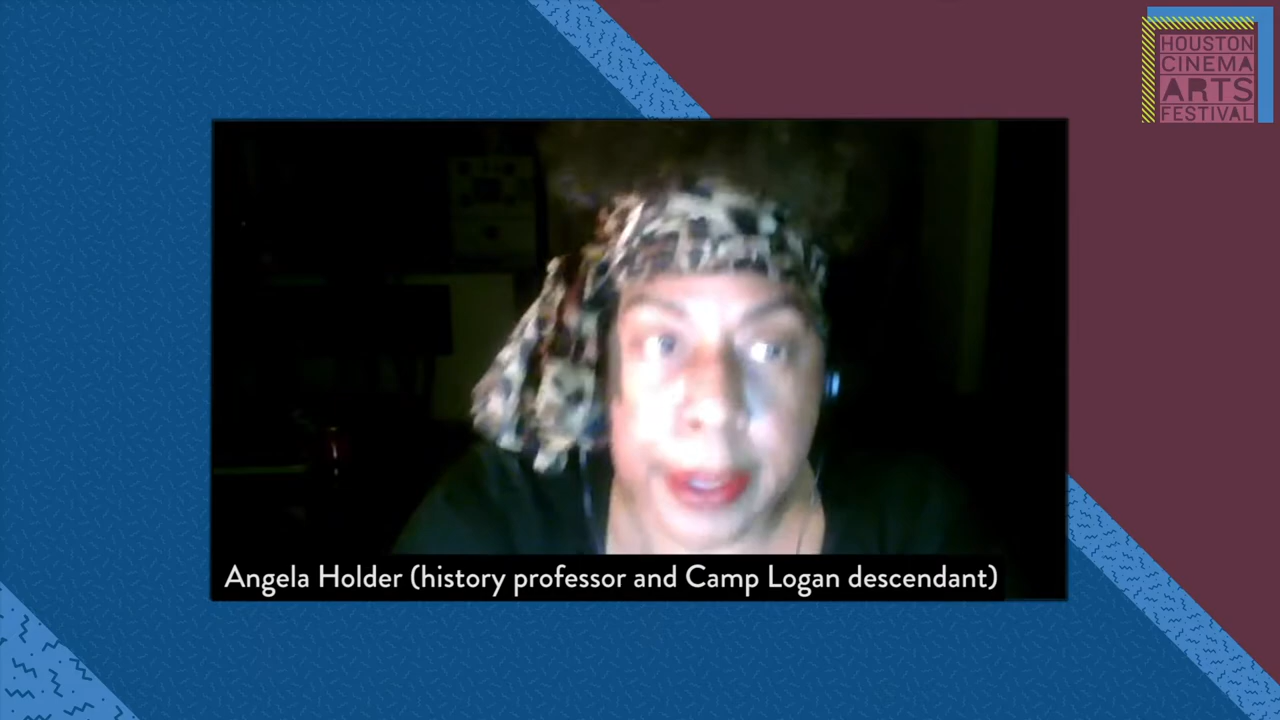 HOUSTON
CINEMA
ARTS
FESTIVAL
Angela Holder (history professor and Camp Logan descendant)